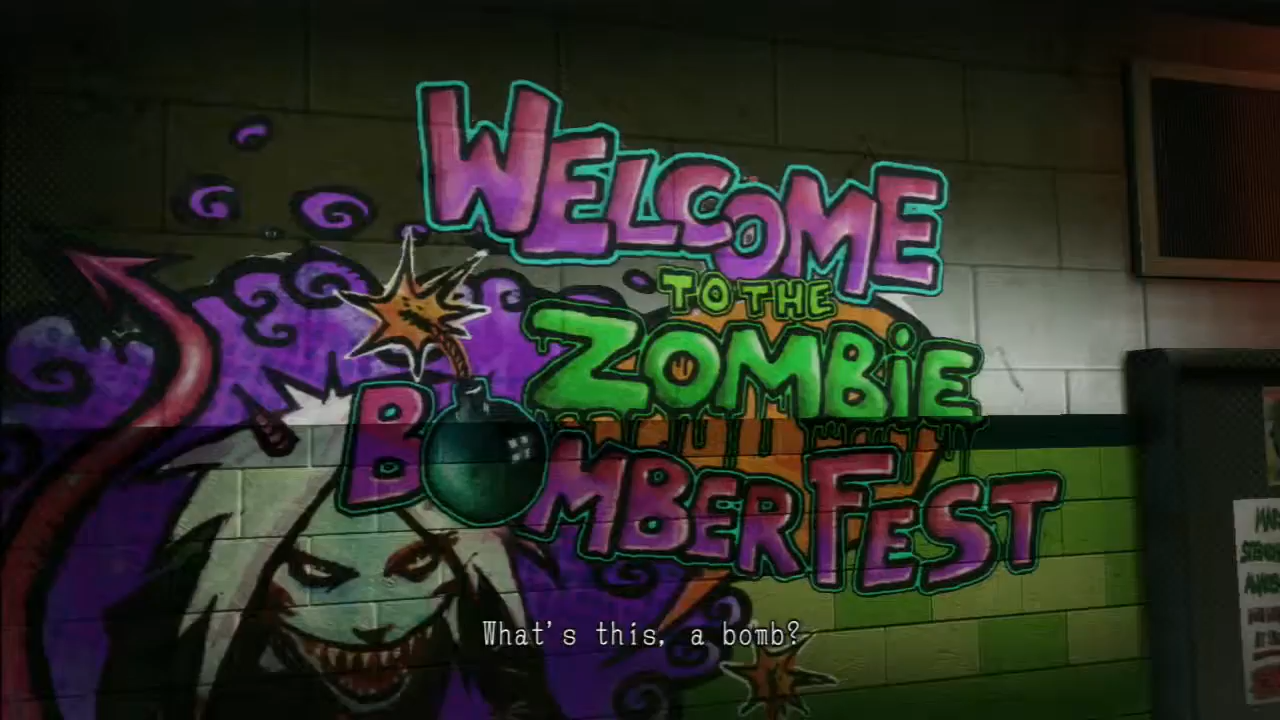 WELCOME
TO THE
ZOMBiE
BOMBERFEST
What's this, a bomb?